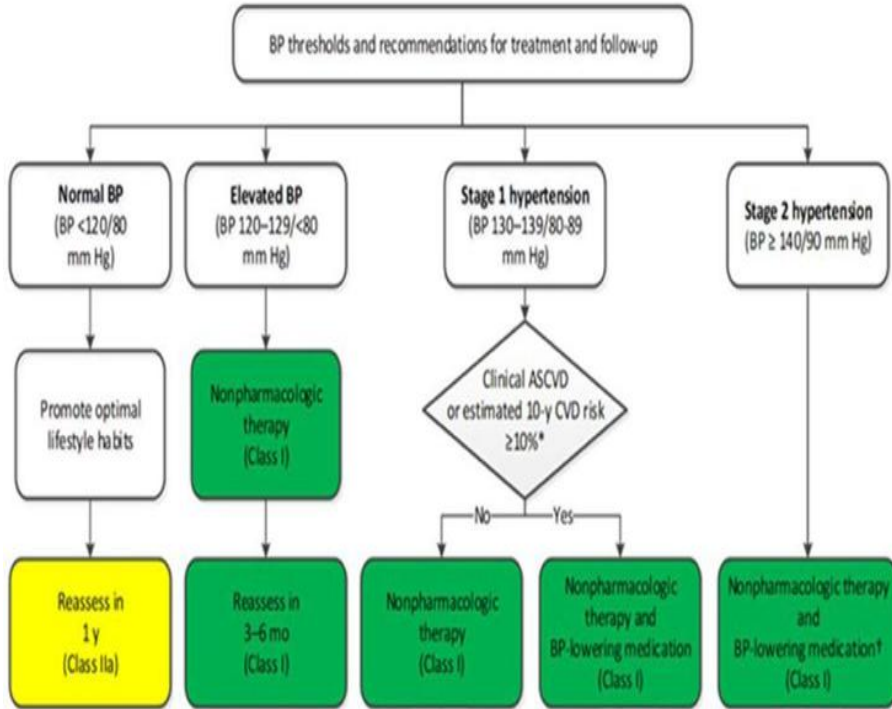 BP thresholds and recommendations for treatment and follow-up
Normal BP
(BP <120/80
mm Hg)
Elevated BP
(BP 120–129/<80
mm Hg)
Stage 1 hypertension
(BP 130–139/80-89
mm Hg)
Stage 2 hypertension
(BP ≥ 140/90 mm Hg)
Promote optimal
lifestyle habits
Nonpharmacologic
therapy
(Class I)
Clinical ASCVD
or estimated 10-y CVD risk
≥10%*
No
Yes
Reassess in
1 y
(Class IIa)
Reassess in
3–6 mo
(Class I)
Nonpharmacologic
therapy
(Class I)
Nonpharmacologic
therapy and
BP-lowering medication
(Class I)
Nonpharmacologic therapy
and
BP-lowering medication†
(Class I)